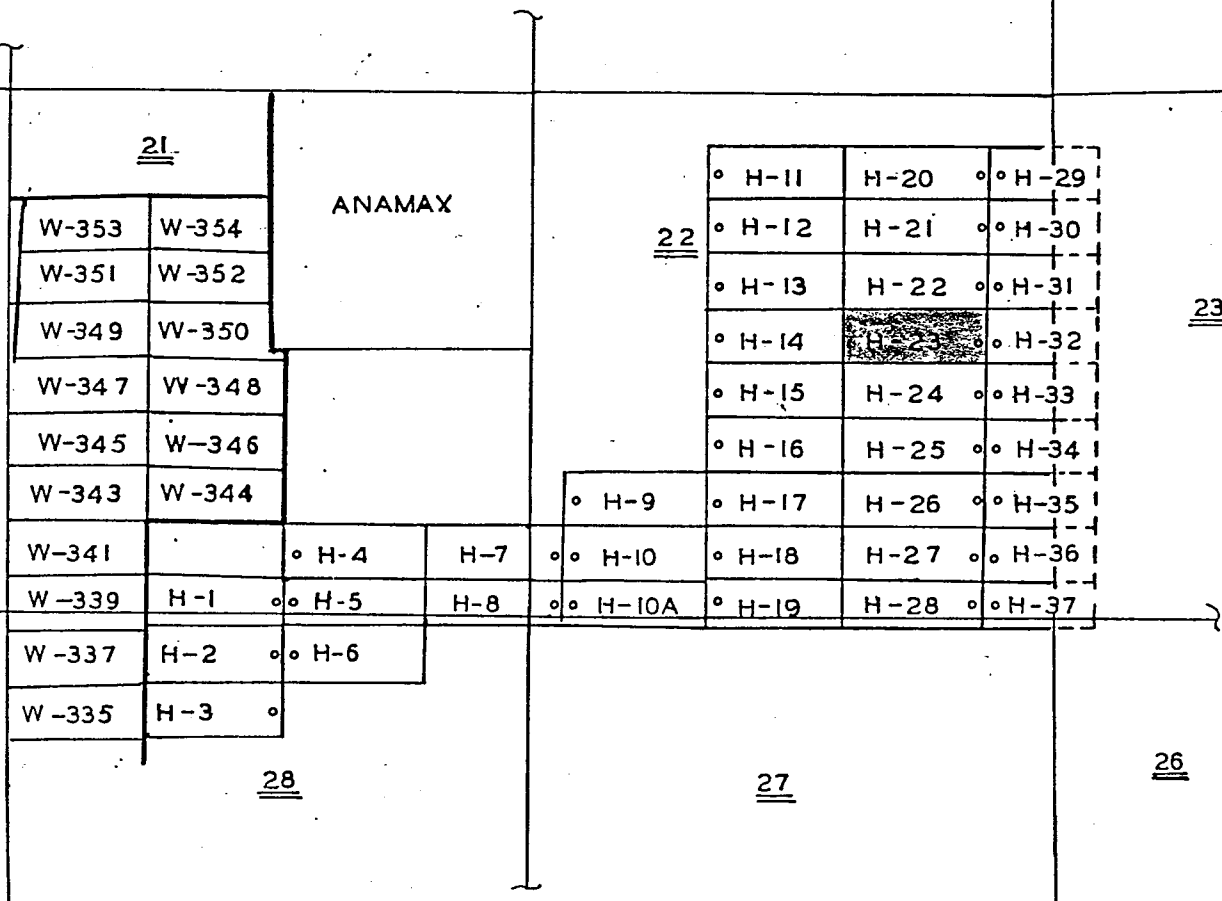 21
ANAMAX
H-11 H-20 H-29
W-353 W-354 22 H-12 H-21 H-30
W-351 W-352 H-13 H-22 H-31
23
W-349 W-350 H-14 H-23 H-32
W-347 W-348 H-15 H-24 H-33
W-345 W-346 H-16 H-25 H-34
W-343 W-344 H-9 H-17 H-26 H-35
W-341 H-4 H-7 H-10 H-18 H-27 H-36
W-339 H-1 H-5 H-8 H-10A H-19 H-28 H-37
W-337 H-2 H-6
W-335 H-3
28 27 26